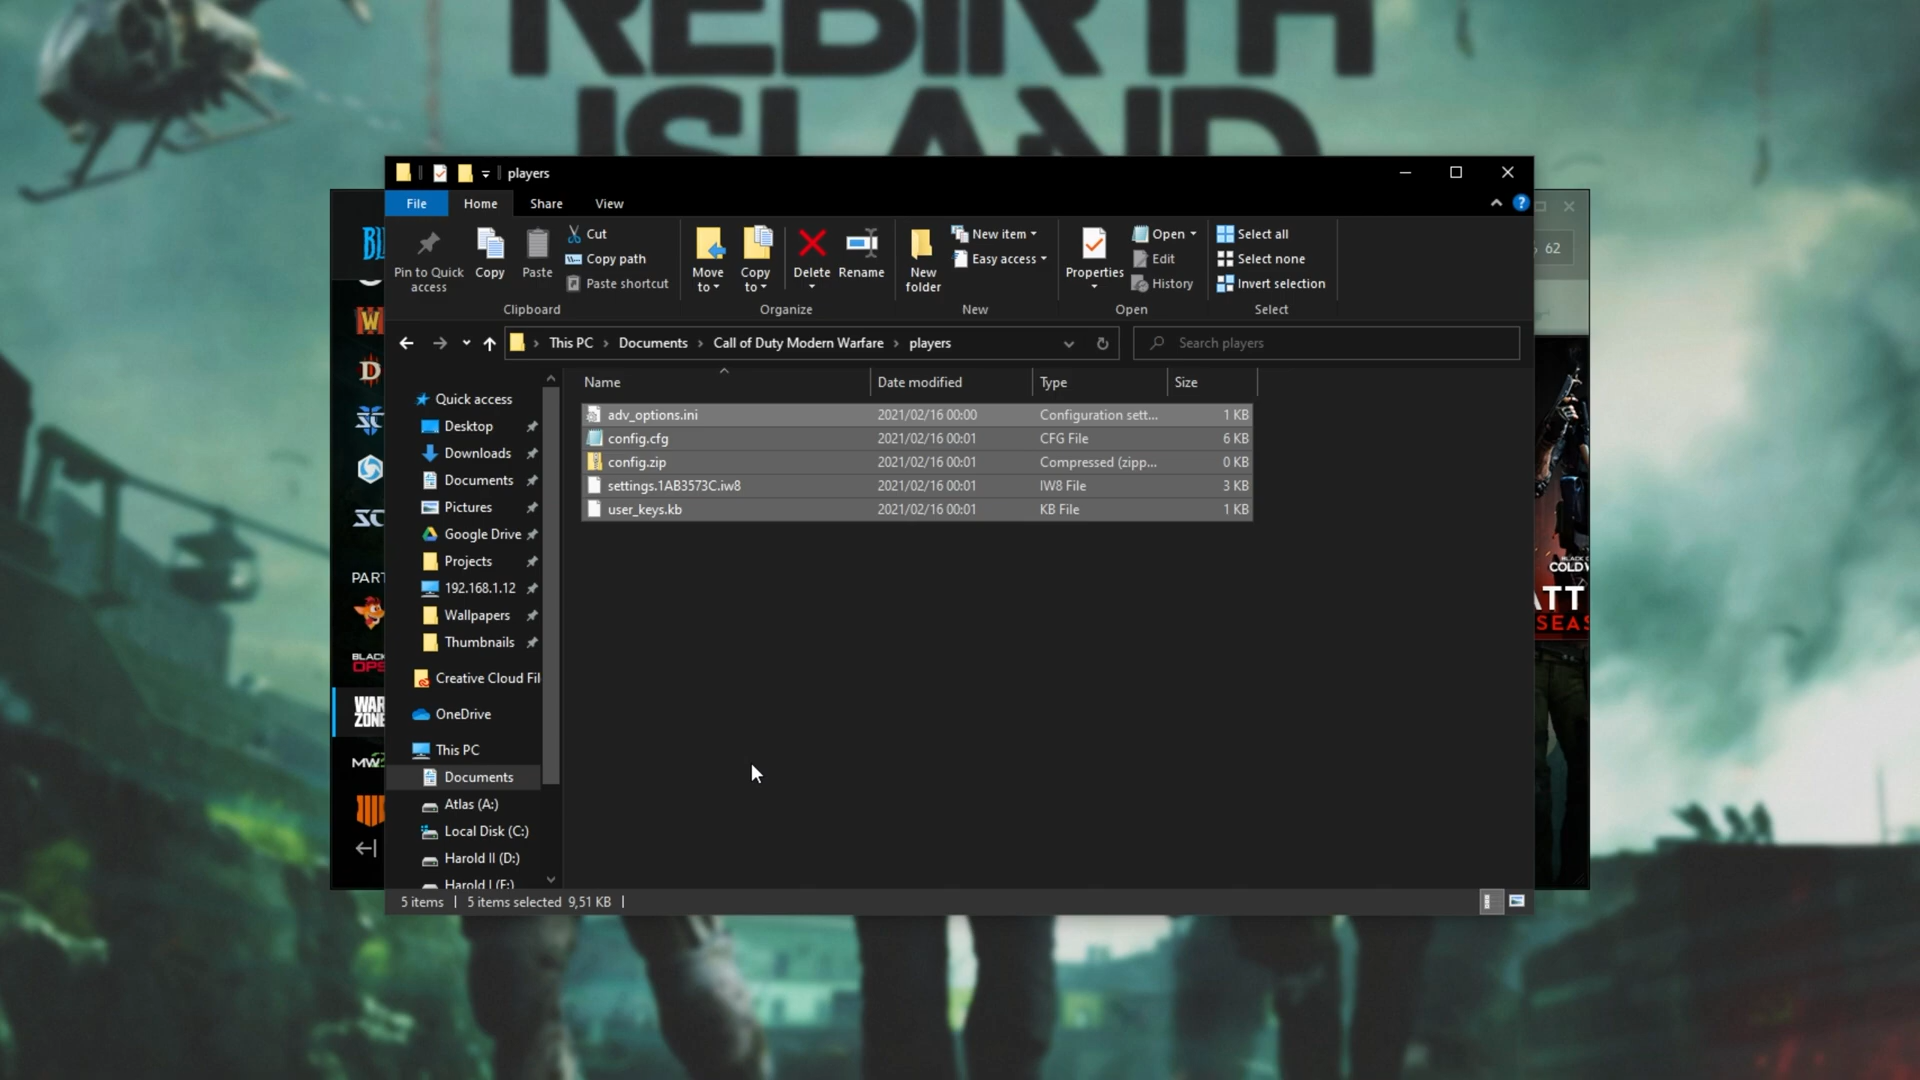 REBIRTH
ISLAND
players
File Home Share View
Pin to Quick access
Copy
Paste
Cut
Copy path
Paste shortcut
Clipboard
Move to
Copy to
Delete
Rename
Organize
New folder
New item
Easy access
New
Properties
Open
Edit
History
Open
Select all
Select none
Invert selection
Select
62
This PC › Documents › Call of Duty Modern Warfare › players
Search players
Name Date modified Type Size
adv_options.ini 2021/02/16 00:00 Configuration sett... 1 KB
config.cfg 2021/02/16 00:01 CFG File 6 KB
config.zip 2021/02/16 00:01 Compressed (zipp... 0 KB
settings.1AB3573C.iw8 2021/02/16 00:01 IW8 File 3 KB
user_keys.kb 2021/02/16 00:01 KB File 1 KB
Quick access
Desktop
Downloads
Documents
Pictures
Google Drive
Projects
192.168.1.12
Wallpapers
Thumbnails
Creative Cloud Fil
OneDrive
This PC
Documents
Atlas (A:)
Local Disk (C:)
Harold II (D:)
PART
BLACK
OPS
WAR
ZONE
MW2
COLD
ATT
SEAS
5 items | 5 items selected 9,51 KB |